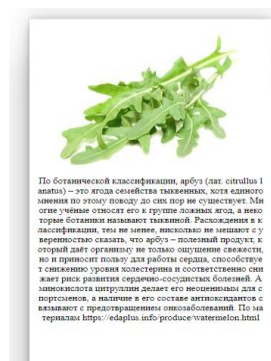 По ботанической классификации, арбуз (лат. citrullus l
anatus) – это ягода семейства тыквенных, хотя единого
мнения по этому поводу до сих пор не существует. Мн
огие учёные относят его к группе ложных ягод, а неко
торые ботаники называют тыквиной. Расхождения в к
лассификации, тем не менее, нисколько не мешают с у
веренностью сказать, что арбуз – полезный продукт, к
оторый даёт организму не только ощущение свежести,
но и приносит пользу для работы сердца, способствуе
т снижению уровня холестерина и соответственно сни
жает риск развития сердечно-сосудистых болезней. А
минокислота цитруллин делает его неоценимым для с
портсменов, а наличие в его составе антиоксидантов с
вязывают с предотвращением онкозаболеваний. По ма
териалам https://edaplus.info/produce/watermelon.html